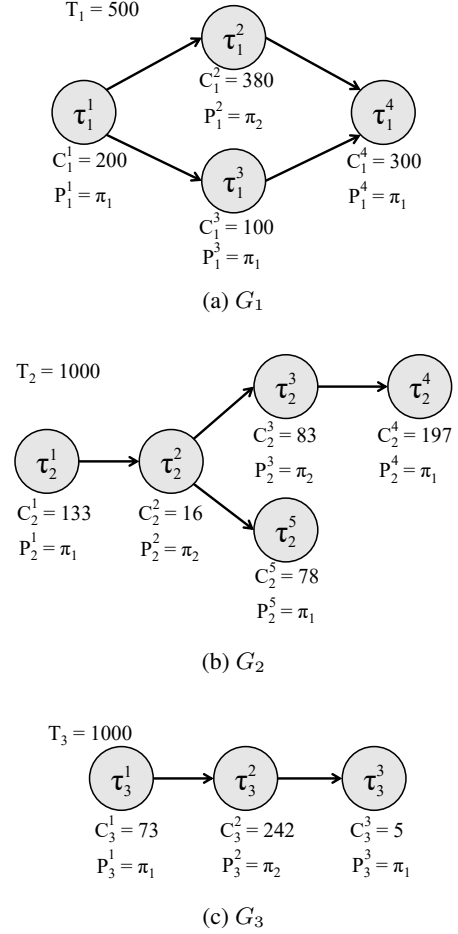 T₁ = 500
τ₁²
C₁² = 380
P₁² = π₂
τ₁¹
C₁¹ = 200
P₁¹ = π₁
τ₁⁴
C₁⁴ = 300
P₁⁴ = π₁
τ₁³
C₁³ = 100
P₁³ = π₁
(a) G₁
T₂ = 1000
τ₂³
C₂³ = 83
P₂³ = π₂
τ₂⁴
C₂⁴ = 197
P₂⁴ = π₁
τ₂¹
C₂¹ = 133
P₂¹ = π₁
τ₂²
C₂² = 16
P₂² = π₂
τ₂⁵
C₂⁵ = 78
P₂⁵ = π₁
(b) G₂
T₃ = 1000
τ₃¹
C₃¹ = 73
P₃¹ = π₁
τ₃²
C₃² = 242
P₃² = π₂
τ₃³
C₃³ = 5
P₃³ = π₁
(c) G₃